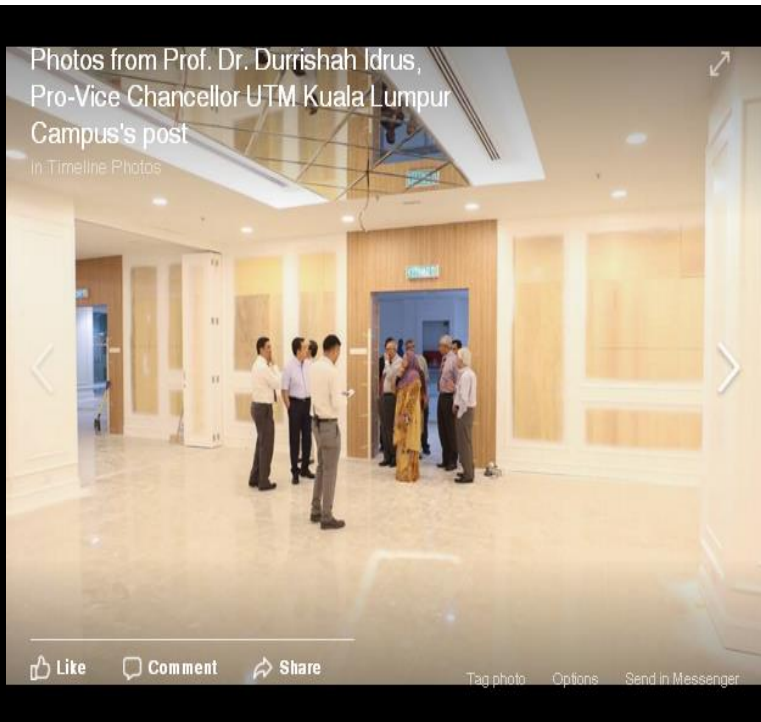 Photos from Prof. Dr. Durrishah Idrus,
Pro-Vice Chancellor UTM Kuala Lumpur
Campus's post
in Timeline Photos
Like Comment Share
Tag photo Options Send in Messenger